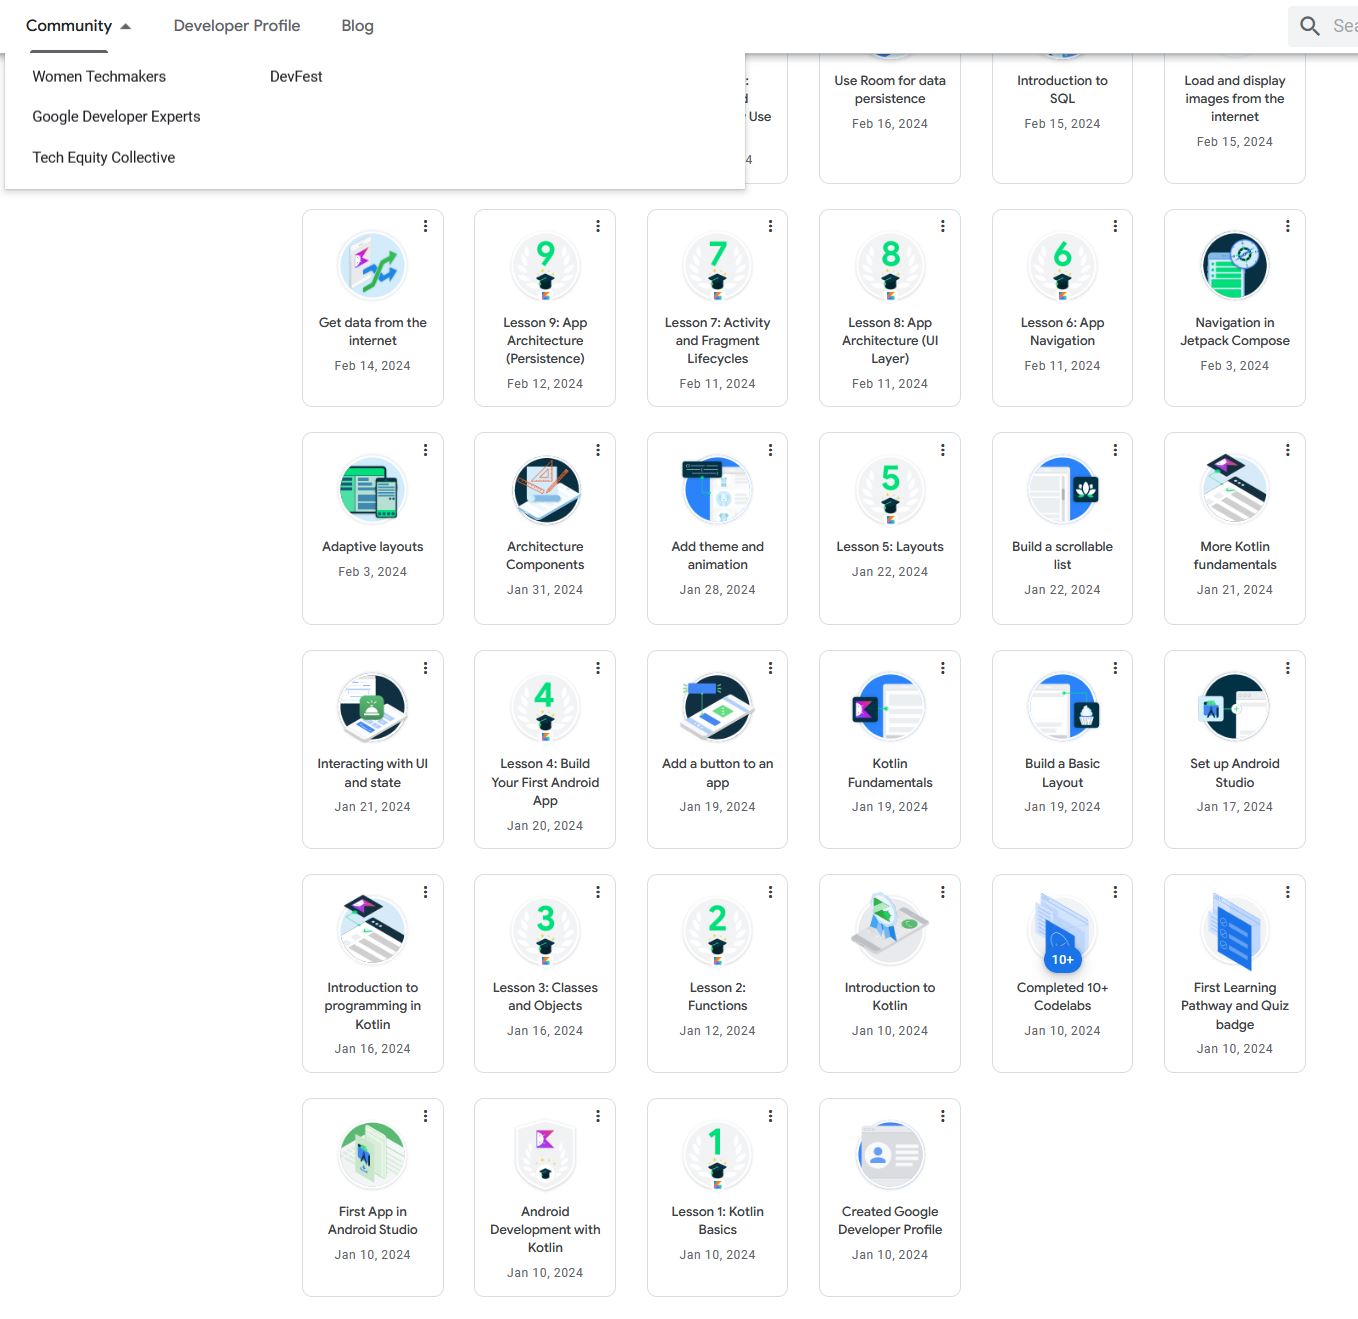 Community
Developer Profile
Blog
Women Techmakers
DevFest
Google Developer Experts
Tech Equity Collective
Use
4
Use Room for data
persistence
Feb 16, 2024
Introduction to
SQL
Feb 15, 2024
Load and display
images from the
internet
Feb 15, 2024
Get data from the
internet
Feb 14, 2024
9
Lesson 9: App
Architecture
(Persistence)
Feb 12, 2024
7
Lesson 7: Activity
and Fragment
Lifecycles
Feb 11, 2024
8
Lesson 8: App
Architecture (UI
Layer)
Feb 11, 2024
6
Lesson 6: App
Navigation
Feb 11, 2024
Navigation in
Jetpack Compose
Feb 3, 2024
Adaptive layouts
Feb 3, 2024
Architecture
Components
Jan 31, 2024
Add theme and
animation
Jan 28, 2024
5
Lesson 5: Layouts
Jan 22, 2024
Build a scrollable
list
Jan 22, 2024
More Kotlin
fundamentals
Jan 21, 2024
Interacting with UI
and state
Jan 21, 2024
4
Lesson 4: Build
Your First Android
App
Jan 20, 2024
Add a button to an
app
Jan 19, 2024
Kotlin
Fundamentals
Jan 19, 2024
Build a Basic
Layout
Jan 19, 2024
Set up Android
Studio
Jan 17, 2024
Introduction to
programming in
Kotlin
Jan 16, 2024
3
Lesson 3: Classes
and Objects
Jan 16, 2024
2
Lesson 2:
Functions
Jan 12, 2024
Introduction to
Kotlin
Jan 10, 2024
10+
Completed 10+
Codelabs
Jan 10, 2024
First Learning
Pathway and Quiz
badge
Jan 10, 2024
First App in
Android Studio
Jan 10, 2024
Android
Development with
Kotlin
Jan 10, 2024
1
Lesson 1: Kotlin
Basics
Jan 10, 2024
Created Google
Developer Profile
Jan 10, 2024